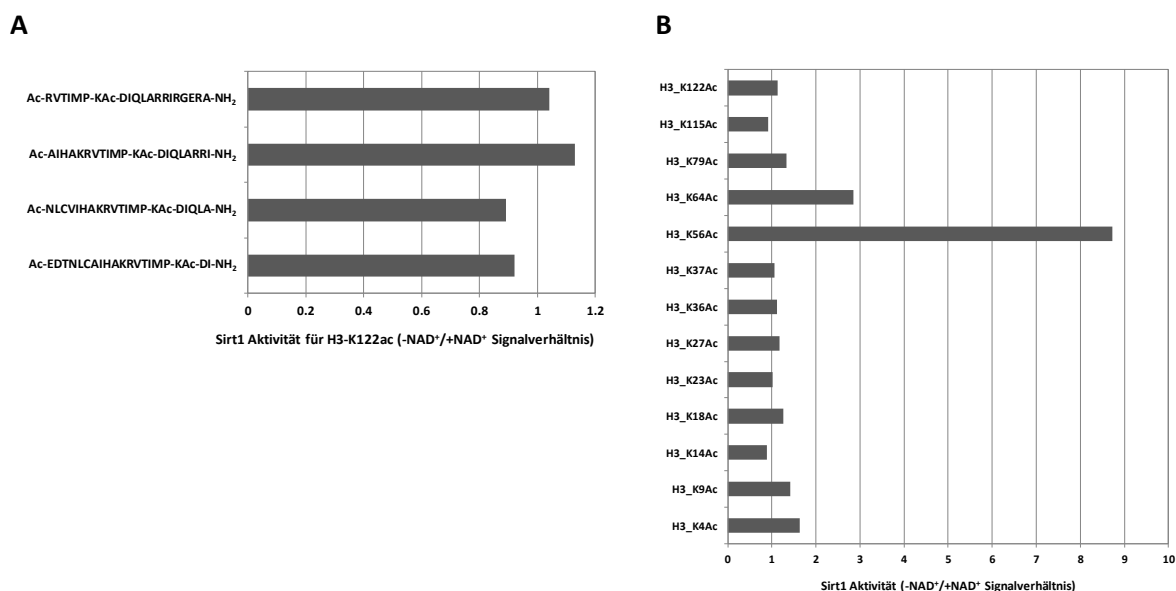 A
Ac-RVTIMP-KAc-DIQLARRIRGERA-NH2
Ac-AIHAKRVTIMP-KAc-DIQLARRI-NH2
Ac-NLCVIHAKRVTIMP-KAc-DIQLA-NH2
Ac-EDTNLCAIHAKRVTIMP-KAc-DI-NH2
0 0.2 0.4 0.6 0.8 1 1.2
Sirt1 Aktivität für H3-K122ac (-NAD+/+NAD+ Signalverhältnis)
B
H3_K122Ac
H3_K115Ac
H3_K79Ac
H3_K64Ac
H3_K56Ac
H3_K37Ac
H3_K36Ac
H3_K27Ac
H3_K23Ac
H3_K18Ac
H3_K14Ac
H3_K9Ac
H3_K4Ac
0 1 2 3 4 5 6 7 8 9 10
Sirt1 Aktivität (-NAD+/+NAD+ Signalverhältnis)